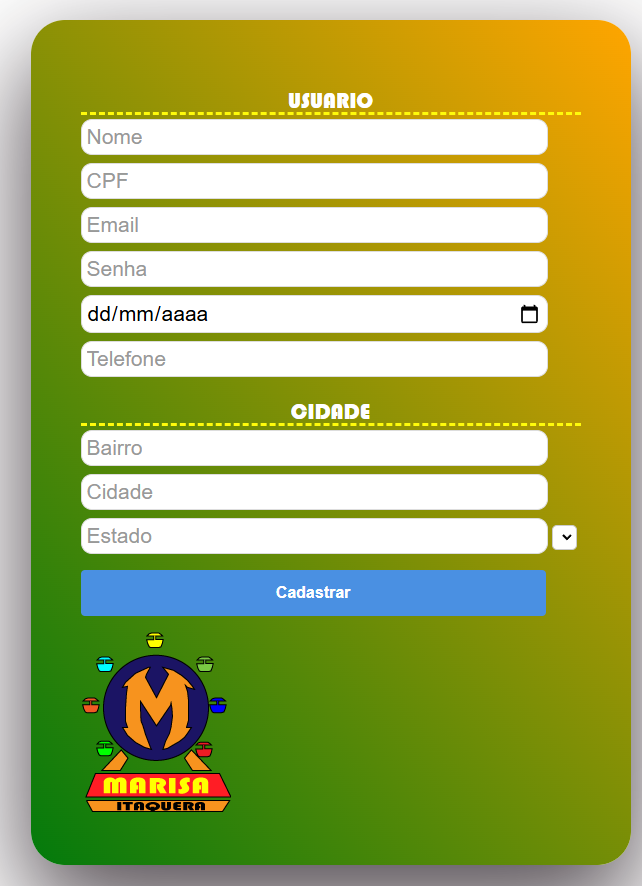 USUARIO
Nome
CPF
Email
Senha
dd/mm/aaaa
Telefone
CIDADE
Bairro
Cidade
Estado
Cadastrar
M
MARISA
ITAQUERA